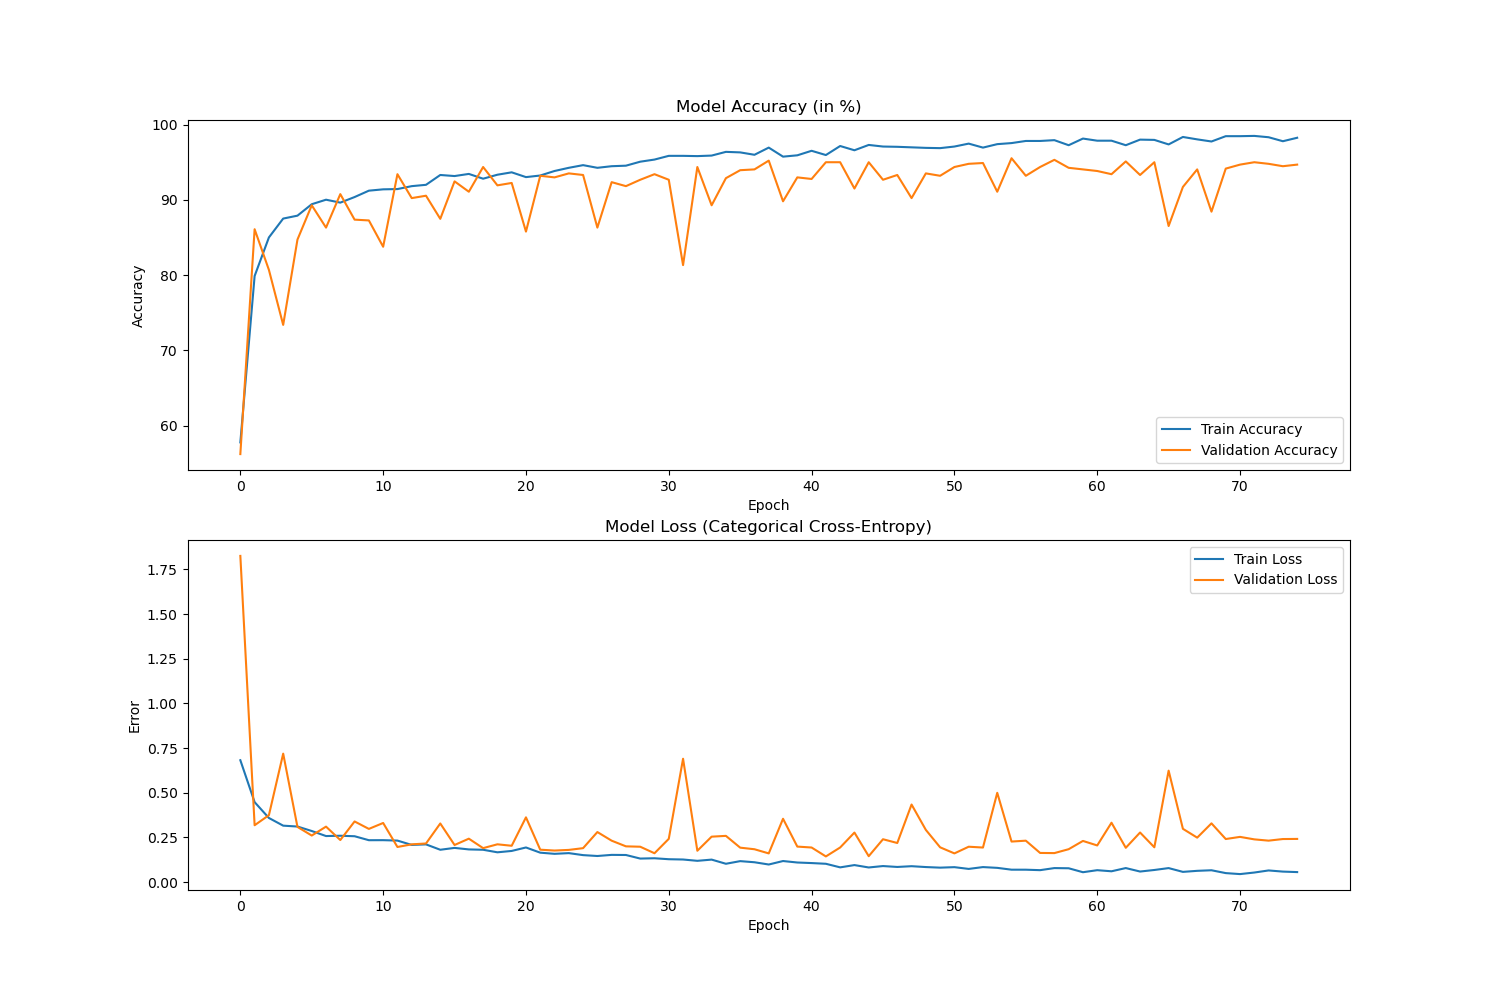 Model Accuracy (in %)
100
90
80
70
60
Accuracy
Train Accuracy
Validation Accuracy
0 10 20 30 40 50 60 70
Epoch
Model Loss (Categorical Cross-Entropy)
1.75
1.50
1.25
1.00
0.75
0.50
0.25
0.00
Error
Train Loss
Validation Loss
0 10 20 30 40 50 60 70
Epoch